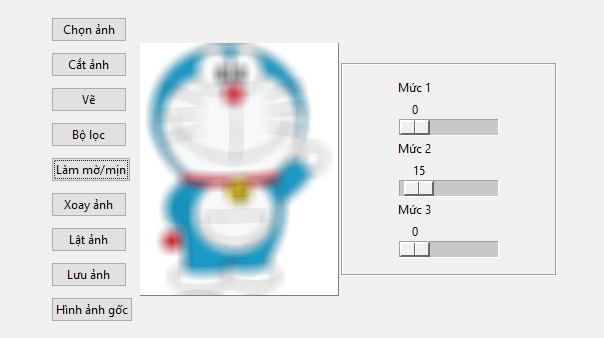 Chọn ảnh
Cắt ảnh
Vẽ
Bộ lọc
Làm mờ/mịn
Xoay ảnh
Lật ảnh
Lưu ảnh
Hình ảnh gốc
Mức 1
0
Mức 2
15
Mức 3
0